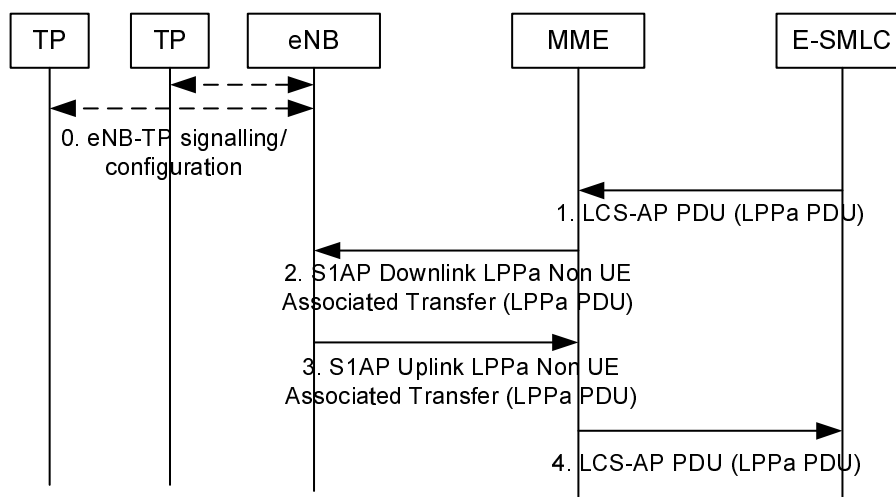 TP
TP
eNB
MME
E-SMLC
0. eNB-TP signalling/
configuration
1. LCS-AP PDU (LPPa PDU)
2. S1AP Downlink LPPa Non UE
Associated Transfer (LPPa PDU)
3. S1AP Uplink LPPa Non UE
Associated Transfer (LPPa PDU)
4. LCS-AP PDU (LPPa PDU)